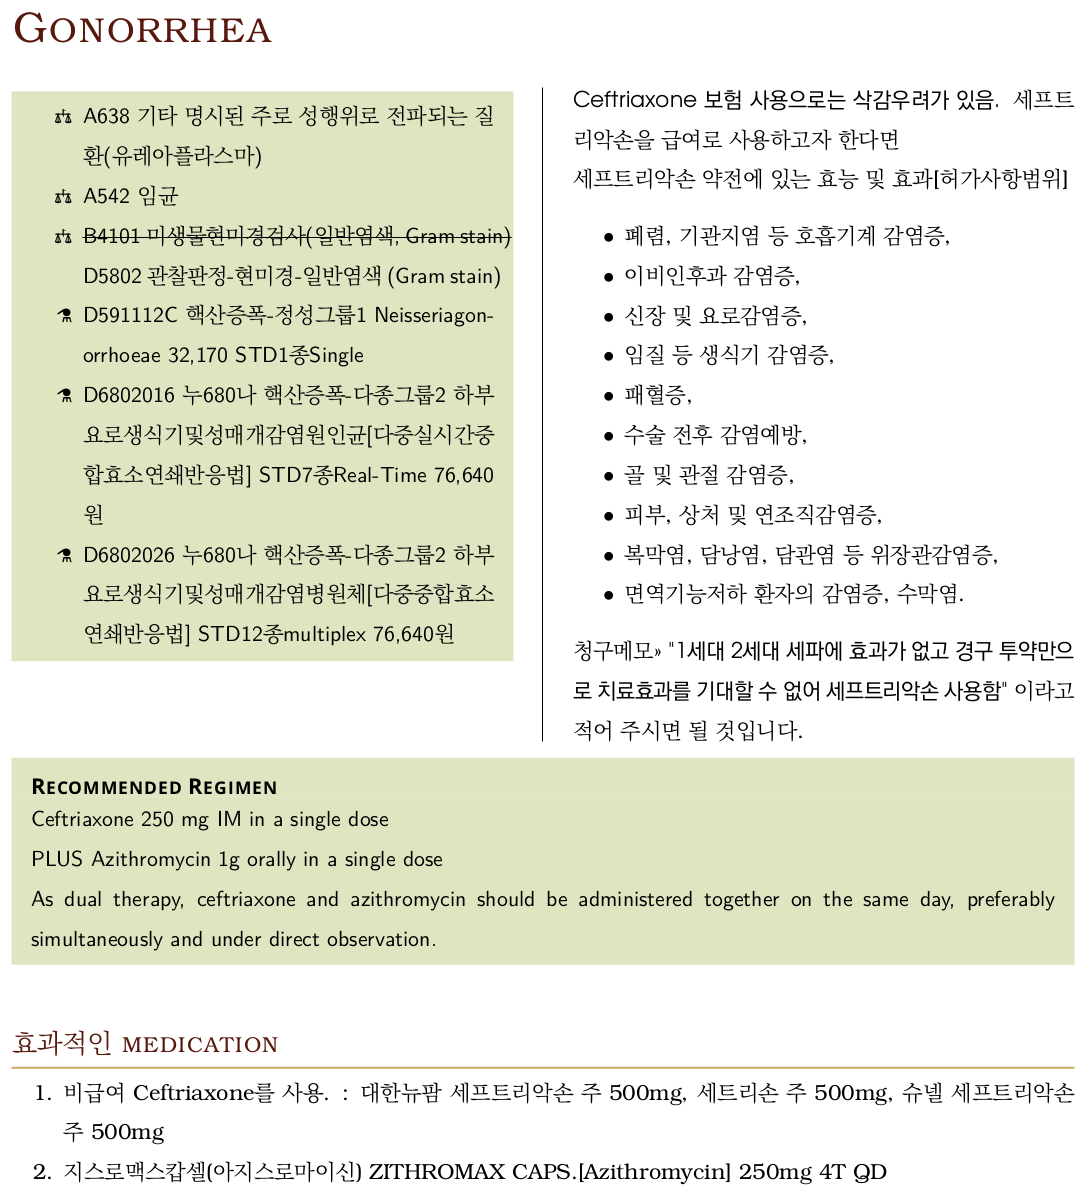 GONORRHEA
A638 기타 명시된 주로 성행위로 전파되는 질
환(유레아플라스마)
A542 임균
B4101 미생물현미경검사(일반염색, Gram stain)
D5802 관찰판정-현미경-일반염색 (Gram stain)
D591112C 핵산증폭-정성그룹1 Neisseriagon-
orrhoeae 32,170 STD1종Single
D6802016 누680나 핵산증폭-다종그룹2 하부
요로생식기및성매개감염원인균[다중실시간중
합효소연쇄반응법] STD7종Real-Time 76,640
원
D6802026 누680나 핵산증폭-다종그룹2 하부
요로생식기및성매개감염병원체[다중중합효소
연쇄반응법] STD12종multiplex 76,640원
Ceftriaxone 보험 사용으로는 삭감우려가 있음. 세프트
리악손을 급여로 사용하고자 한다면
세프트리악손 약전에 있는 효능 및 효과[허가사항범위]
• 폐렴, 기관지염 등 호흡기계 감염증,
• 이비인후과 감염증,
• 신장 및 요로감염증,
• 임질 등 생식기 감염증,
• 패혈증,
• 수술 전후 감염예방,
• 골 및 관절 감염증,
• 피부, 상처 및 연조직감염증,
• 복막염, 담낭염, 담관염 등 위장관감염증,
• 면역기능저하 환자의 감염증, 수막염.
청구메모» "1세대 2세대 세파에 효과가 없고 경구 투약만으
로 치료효과를 기대할 수 없어 세프트리악손 사용함" 이라고
적어 주시면 될 것입니다.
RECOMMENDED REGIMEN
Ceftriaxone 250 mg IM in a single dose
PLUS Azithromycin 1g orally in a single dose
As dual therapy, ceftriaxone and azithromycin should be administered together on the same day, preferably
simultaneously and under direct observation.
효과적인 MEDICATION
1. 비급여 Ceftriaxone를 사용. : 대한뉴팜 세프트리악손 주 500mg, 세트리손 주 500mg, 슈넬 세프트리악손
주 500mg
2. 지스로맥스캅셀(아지스로마이신) ZITHROMAX CAPS.[Azithromycin] 250mg 4T QD